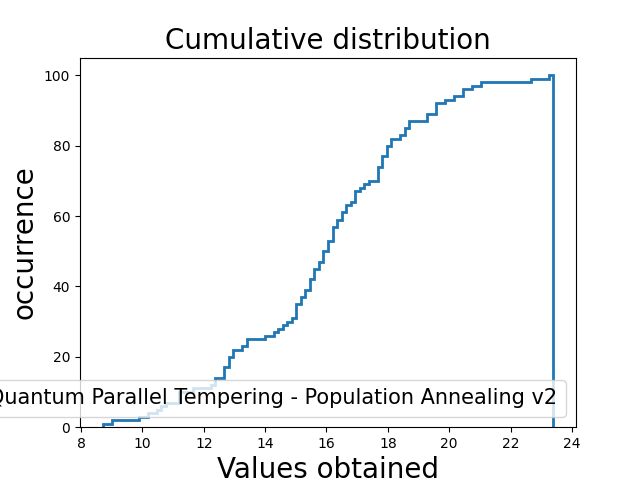 Cumulative distribution
occurrence
100
80
60
40
20
0
Quantum Parallel Tempering - Population Annealing v2
8 10 12 14 16 18 20 22 24
Values obtained